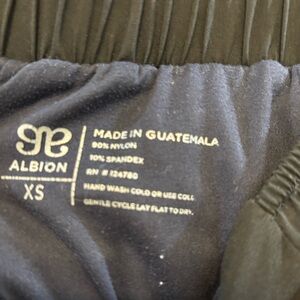 ALBION
XS
MADE IN GUATEMALA
90% NYLON
10% SPANDEX
RN # 124780
HAND WASH COLD OR USE COLD
GENTLE CYCLE LAY FLAT TO DRY.